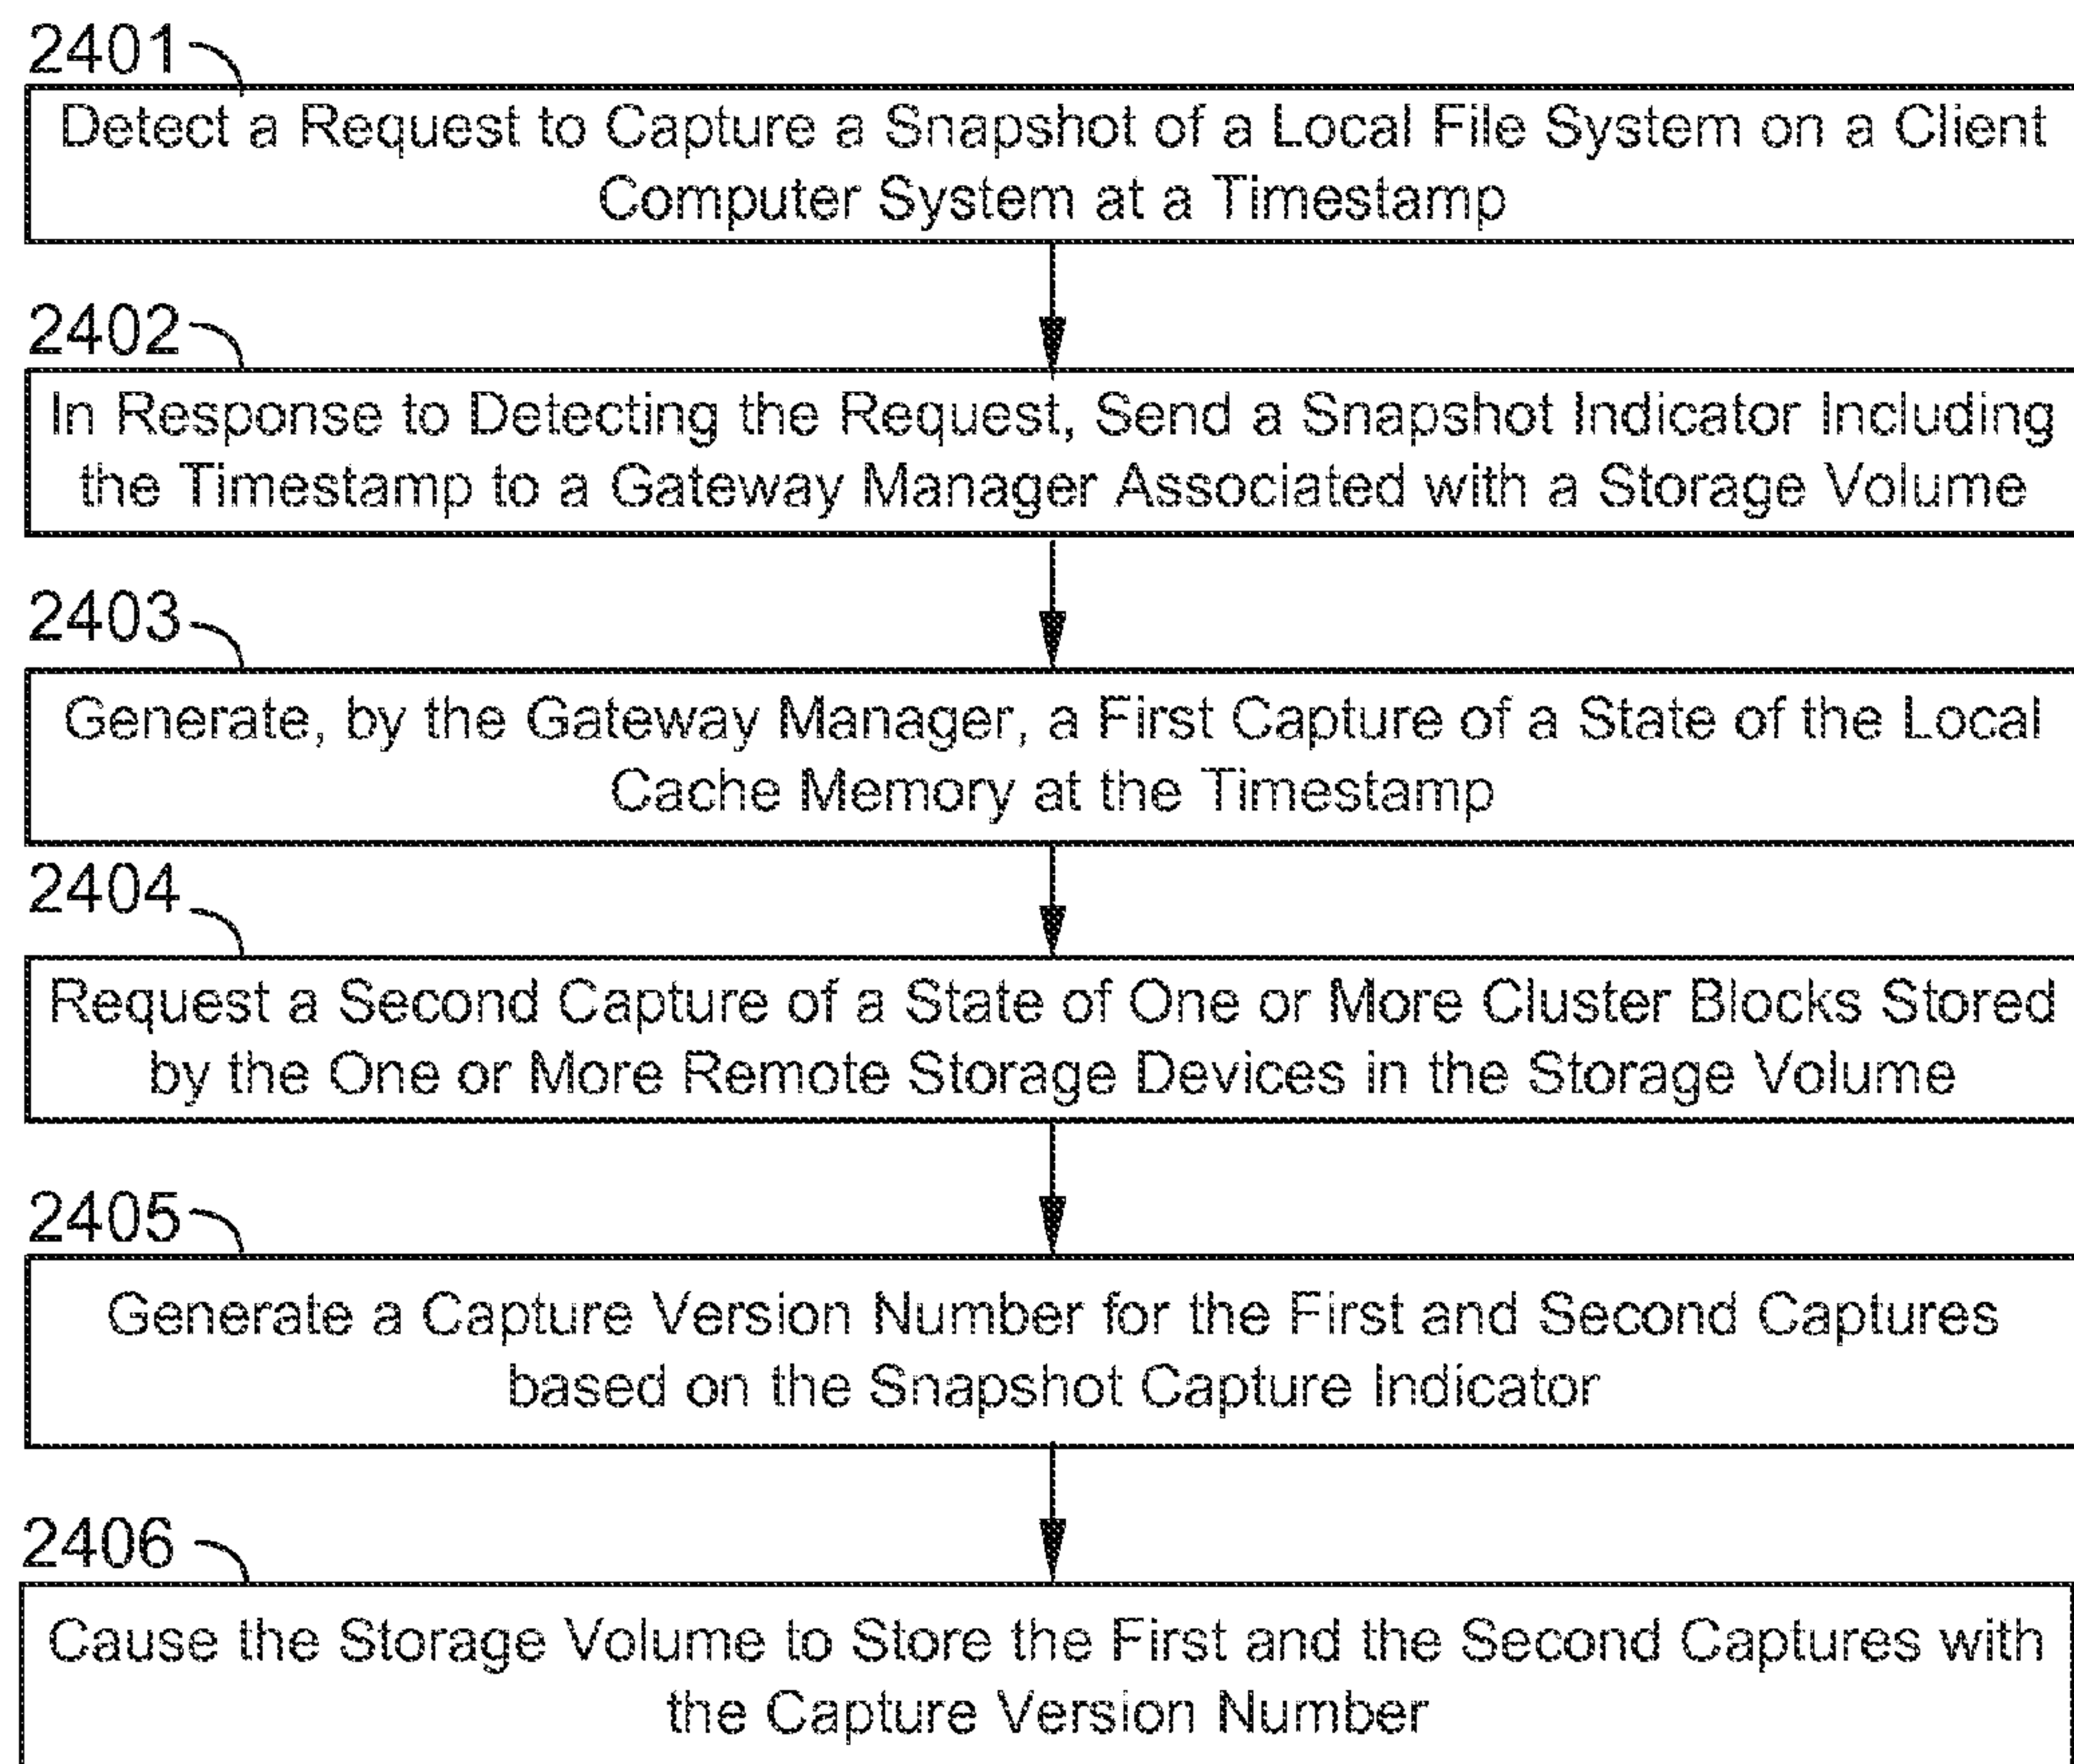 2401
Detect a Request to Capture a Snapshot of a Local File System on a Client
Computer System at a Timestamp
2402
In Response to Detecting the Request, Send a Snapshot Indicator Including
the Timestamp to a Gateway Manager Associated with a Storage Volume
2403
Generate, by the Gateway Manager, a First Capture of a State of the Local
Cache Memory at the Timestamp
2404
Request a Second Capture of a State of One or More Cluster Blocks Stored
by the One or More Remote Storage Devices in the Storage Volume
2405
Generate a Capture Version Number for the First and Second Captures
based on the Snapshot Capture Indicator
2406
Cause the Storage Volume to Store the First and the Second Captures with
the Capture Version Number